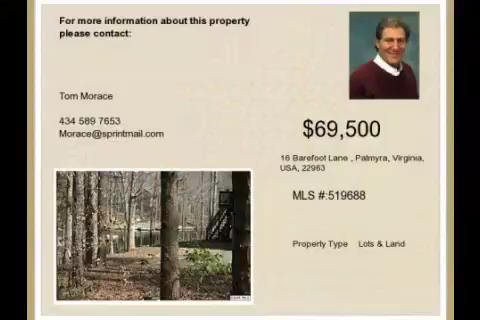 For more information about this property
please contact:
Tom Morace
434 589 7653
Morace@sprintmail.com
$69,500
16 Barefoot Lane , Palmyra, Virginia,
USA, 22963
MLS #:519688
Property Type Lots & Land